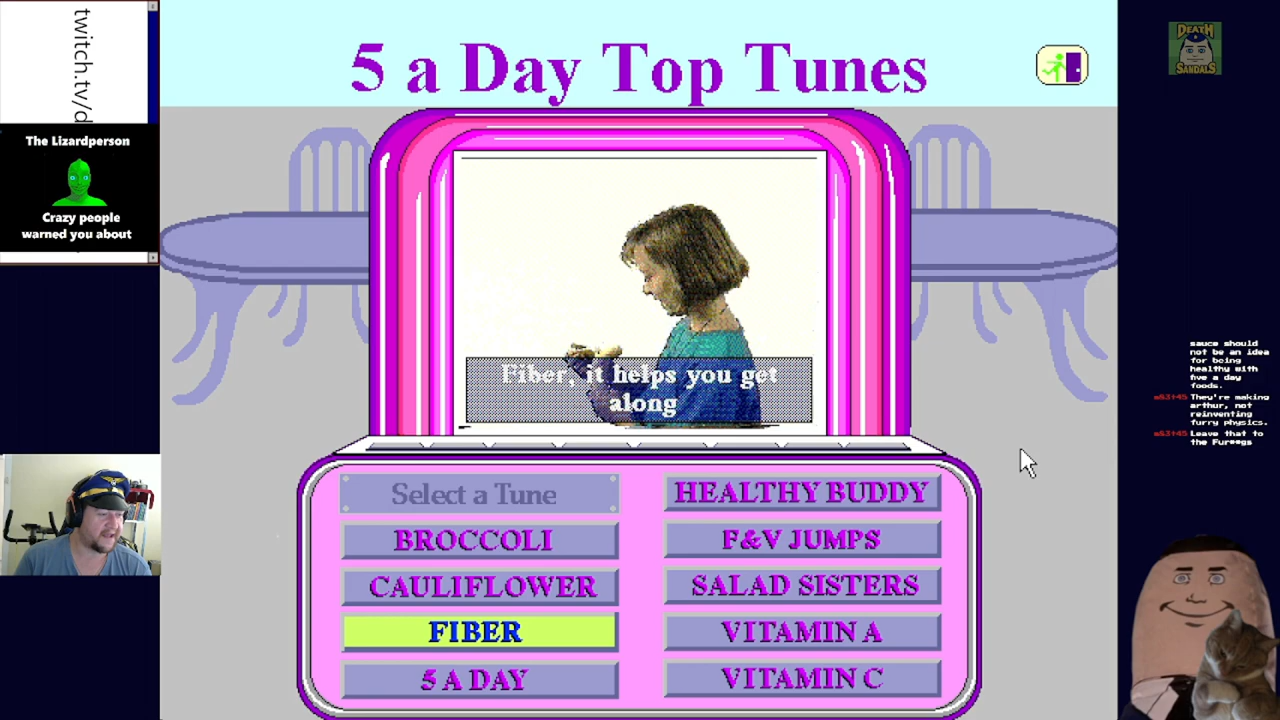 twitch.tv/d
The Lizardperson
Crazy people
warned you about
5 a Day Top Tunes
iber, it helps you get
along
Select a Tune
BROCCOLI
CAULIFLOWER
FIBER
5 A DAY
HEALTHY BUDDY
F&V JUMPS
SALAD SISTERS
VITAMIN A
VITAMIN C
DEATH
SANDALS
sauce should
not be an idea
for being
healthy with
five a day
foods.
They're making
arthur, not
reinventing
furry physics.
Leave that to